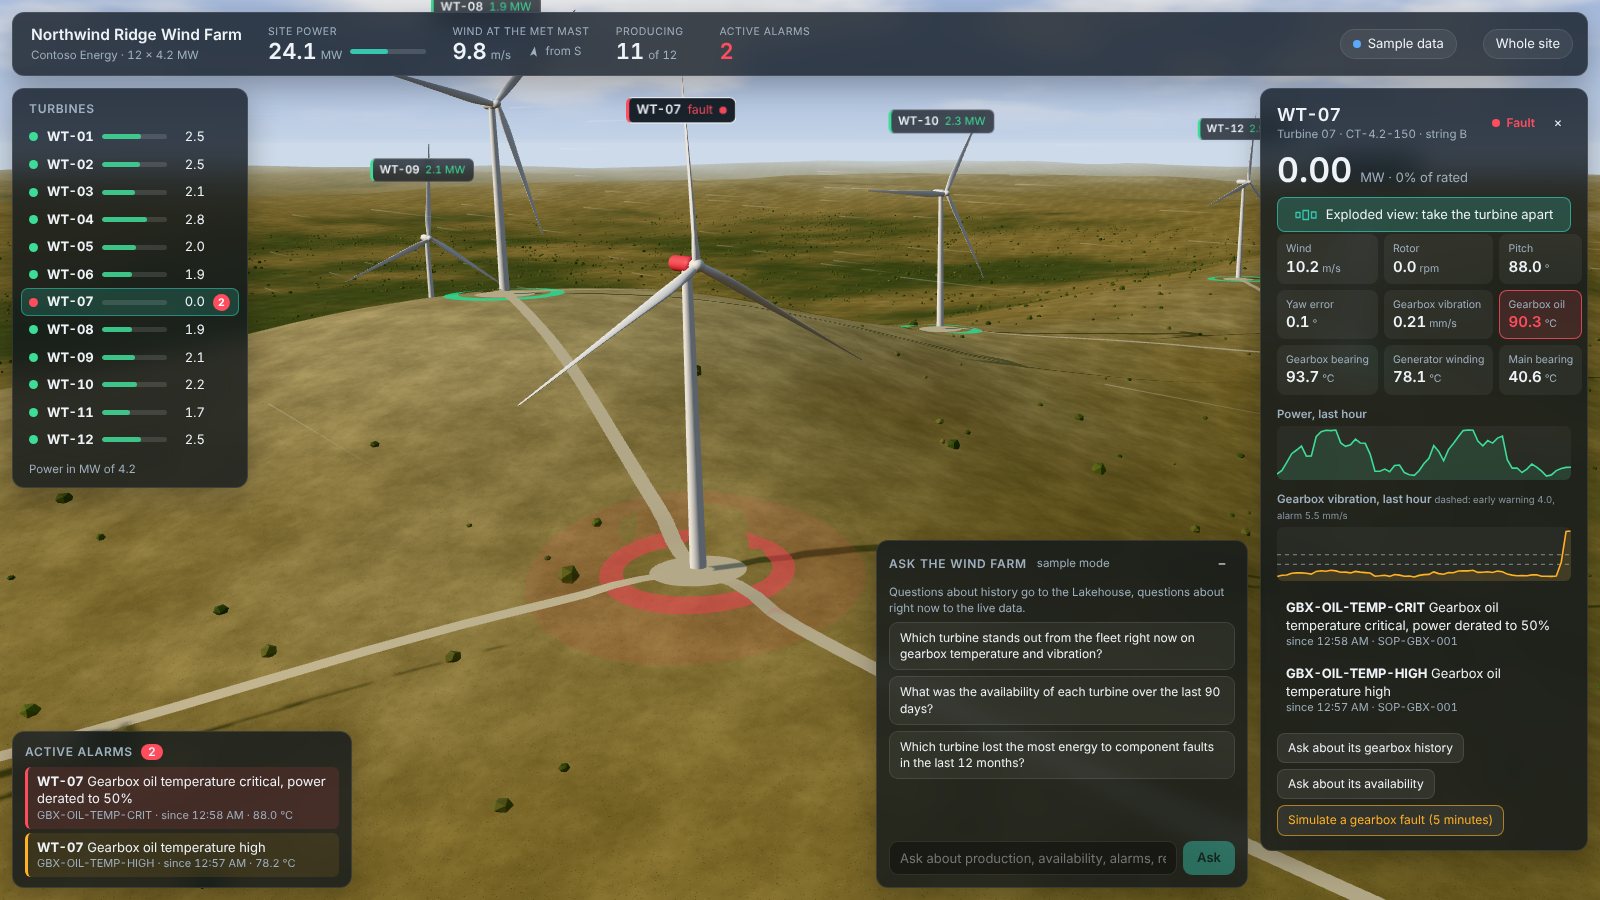 WT-08 1.9 MW
Northwind Ridge Wind Farm
Contoso Energy · 12 × 4.2 MW
SITE POWER
24.1 MW
WIND AT THE MET MAST
9.8 m/s from S
PRODUCING
11 of 12
ACTIVE ALARMS
2
Sample data
Whole site
TURBINES
WT-01 2.5
WT-02 2.5
WT-03 2.1
WT-04 2.8
WT-05 2.0
WT-06 1.9
WT-07 0.0 2
WT-08 1.9
WT-09 2.1
WT-10 2.2
WT-11 1.7
WT-12 2.5
Power in MW of 4.2
WT-07 fault
WT-09 2.1 MW
WT-10 2.3 MW
WT-12
WT-07
Turbine 07 · CT-4.2-150 · string B
Fault ×
0.00 MW · 0% of rated
Exploded view: take the turbine apart
Wind
10.2 m/s
Rotor
0.0 rpm
Pitch
88.0 °
Yaw error
0.1 °
Gearbox vibration
0.21 mm/s
Gearbox oil
90.3 °C
Gearbox bearing
93.7 °C
Generator winding
78.1 °C
Main bearing
40.6 °C
Power, last hour
Gearbox vibration, last hour dashed: early warning 4.0,
alarm 5.5 mm/s
GBX-OIL-TEMP-CRIT Gearbox oil
temperature critical, power derated to 50%
since 12:58 AM · SOP-GBX-001
GBX-OIL-TEMP-HIGH Gearbox oil
temperature high
since 12:57 AM · SOP-GBX-001
Ask about its gearbox history
Ask about its availability
Simulate a gearbox fault (5 minutes)
ASK THE WIND FARM sample mode −
Questions about history go to the Lakehouse, questions about
right now to the live data.
Which turbine stands out from the fleet right now on
gearbox temperature and vibration?
What was the availability of each turbine over the last 90
days?
Which turbine lost the most energy to component faults
in the last 12 months?
Ask about production, availability, alarms, re
Ask
ACTIVE ALARMS 2
WT-07 Gearbox oil temperature critical, power
derated to 50%
GBX-OIL-TEMP-CRIT · since 12:58 AM · 88.0 °C
WT-07 Gearbox oil temperature high
GBX-OIL-TEMP-HIGH · since 12:57 AM · 78.2 °C